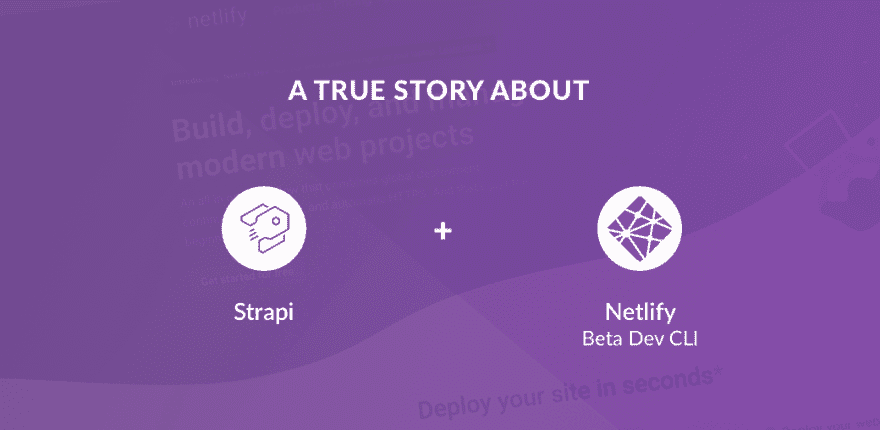 netlify
A TRUE STORY ABOUT
Build, deploy, and
modern web projects
Strapi
+
Netlify
Beta Dev CLI
Deploy your site in seconds*